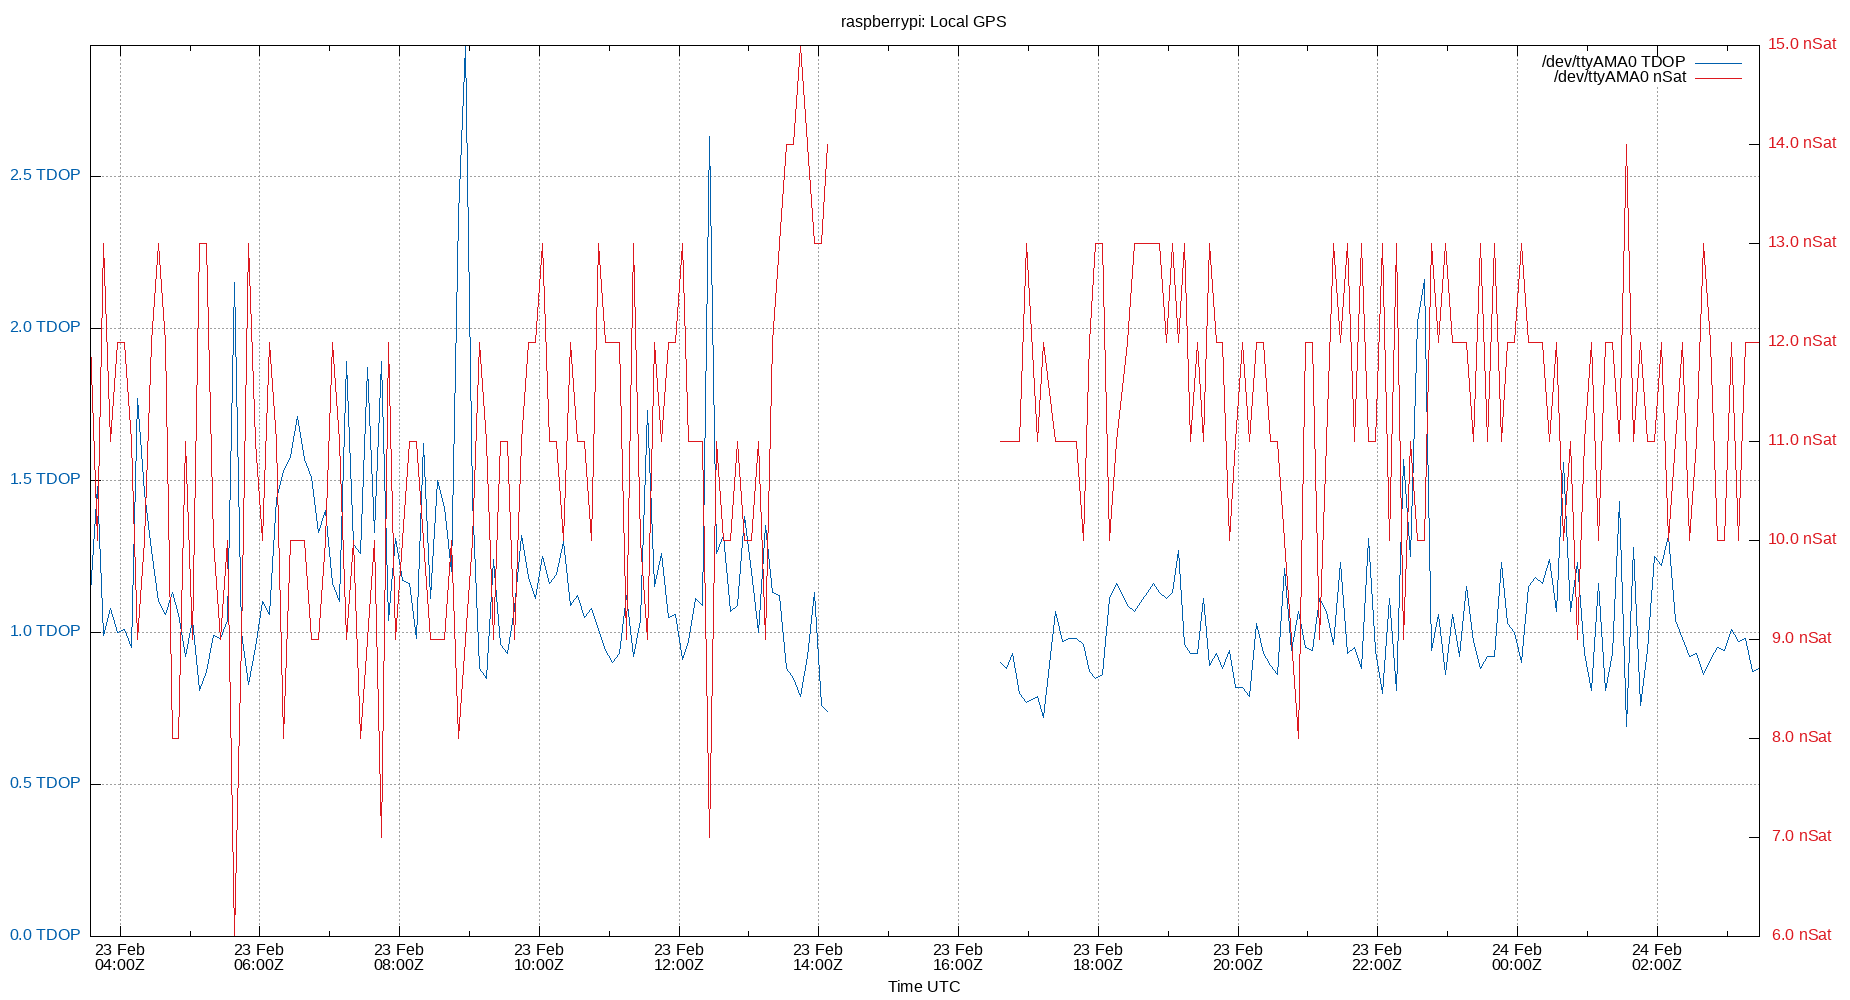 raspberrypi: Local GPS
/dev/ttyAMA0 TDOP
/dev/ttyAMA0 nSat
2.5 TDOP
2.0 TDOP
1.5 TDOP
1.0 TDOP
0.5 TDOP
0.0 TDOP
15.0 nSat
14.0 nSat
13.0 nSat
12.0 nSat
11.0 nSat
10.0 nSat
9.0 nSat
8.0 nSat
7.0 nSat
6.0 nSat
23 Feb
04:00Z
23 Feb
06:00Z
23 Feb
08:00Z
23 Feb
10:00Z
23 Feb
12:00Z
23 Feb
14:00Z
23 Feb
16:00Z
23 Feb
18:00Z
23 Feb
20:00Z
23 Feb
22:00Z
24 Feb
00:00Z
24 Feb
02:00Z
Time UTC